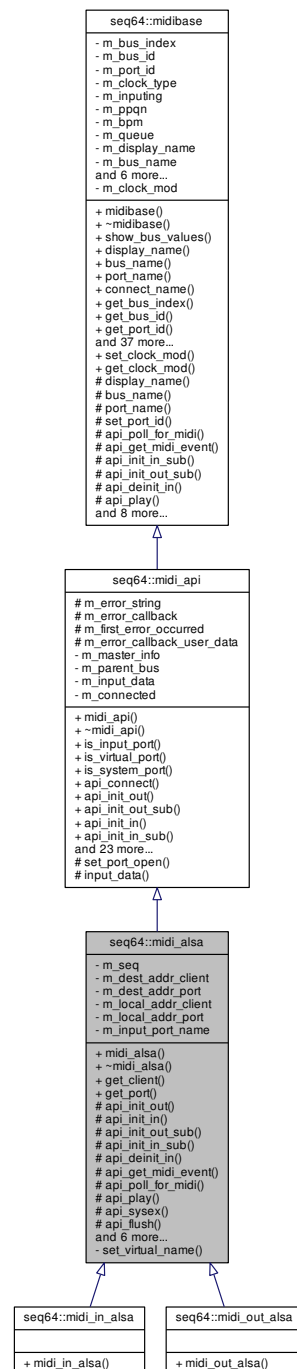 seq64::midibase
- m_bus_index
- m_bus_id
- m_port_id
- m_clock_type
- m_inputing
- m_ppqn
- m_bpm
- m_queue
- m_display_name
- m_bus_name
and 6 more...
- m_clock_mod
+ midibase()
+ ~midibase()
+ show_bus_values()
+ display_name()
+ bus_name()
+ port_name()
+ connect_name()
+ get_bus_index()
+ get_bus_id()
+ get_port_id()
and 37 more...
+ set_clock_mod()
+ get_clock_mod()
# display_name()
# bus_name()
# port_name()
# set_port_id()
# api_poll_for_midi()
# api_get_midi_event()
# api_init_in_sub()
# api_init_out_sub()
# api_deinit_in()
# api_play()
and 8 more...
seq64::midi_api
# m_error_string
# m_error_callback
# m_first_error_occurred
# m_error_callback_user_data
- m_master_info
- m_parent_bus
- m_input_data
- m_connected
+ midi_api()
+ ~midi_api()
+ is_input_port()
+ is_virtual_port()
+ is_system_port()
+ api_connect()
+ api_init_out()
+ api_init_out_sub()
+ api_init_in()
+ api_init_in_sub()
and 23 more...
# set_port_open()
# input_data()
seq64::midi_alsa
- m_seq
- m_dest_addr_client
- m_dest_addr_port
- m_local_addr_client
- m_local_addr_port
- m_input_port_name
+ midi_alsa()
+ ~midi_alsa()
+ get_client()
+ get_port()
# api_init_out()
# api_init_in()
# api_init_out_sub()
# api_init_in_sub()
# api_deinit_in()
# api_get_midi_event()
# api_poll_for_midi()
# api_play()
# api_sysex()
# api_flush()
and 6 more...
- set_virtual_name()
seq64::midi_in_alsa
+ midi_in_alsa()
seq64::midi_out_alsa
+ midi_out_alsa()